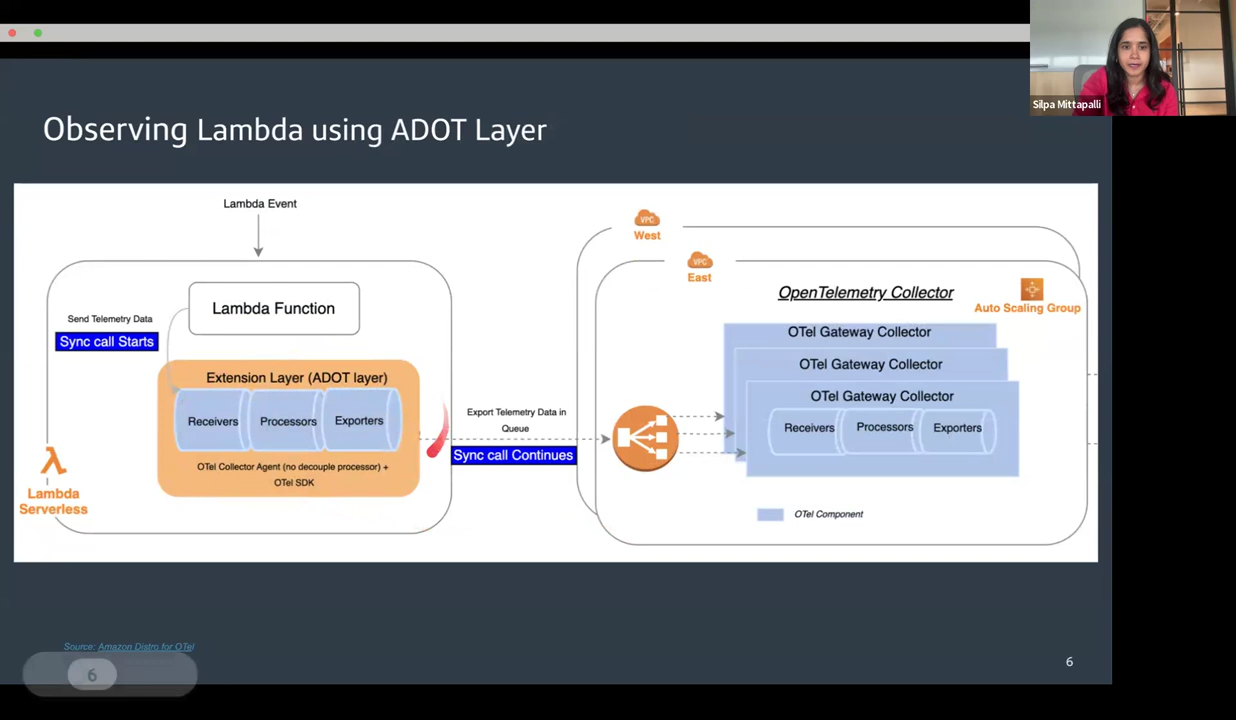 Silpa Mittapalli
Observing Lambda using ADOT Layer
Lambda Event
Lambda Function
Send Telemetry Data
Sync call Starts
Extension Layer (ADOT layer)
Receivers
Processors
Exporters
OTel Collector Agent (no decouple processor) +
OTel SDK
Lambda
Serverless
Export Telemetry Data in
Queue
Sync call Continues
VPC
West
VPC
East
OpenTelemetry Collector
Auto Scaling Group
OTel Gateway Collector
OTel Gateway Collector
OTel Gateway Collector
Receivers
Processors
Exporters
OTel Component
Source: Amazon Distro for OTel
6
6